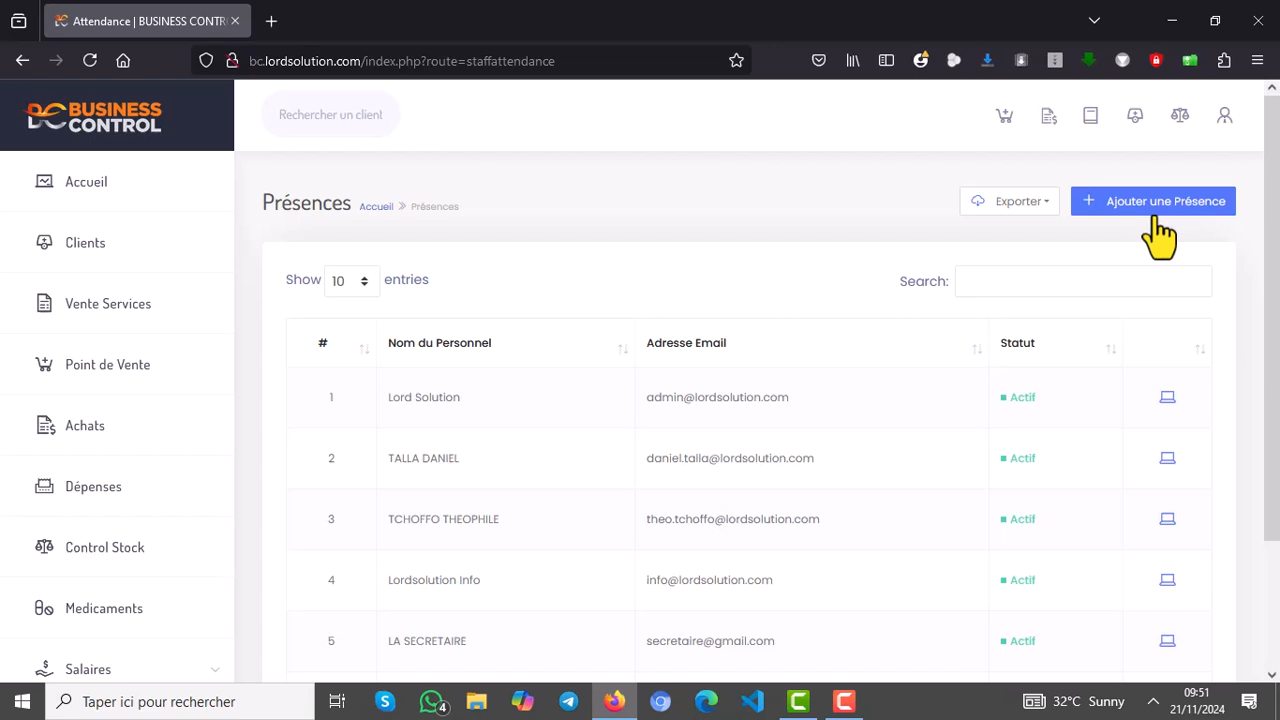 Attendance | BUSINESS CONTR
bc.lordsolution.com/index.php?route=staffattendance
BUSINESS
CONTROL
Rechercher un client
Accueil
Clients
Vente Services
Point de Vente
Achats
Dépenses
Control Stock
Medicaments
Salaires
Présences Accueil Présences
Exporter
Ajouter une Présence
Show 10 entries
Search:
# Nom du Personnel Adresse Email Statut
1 Lord Solution admin@lordsolution.com Actif
2 TALLA DANIEL daniel.talla@lordsolution.com Actif
3 TCHOFFO THEOPHILE theo.tchoffo@lordsolution.com Actif
4 Lordsolution Info info@lordsolution.com Actif
5 LA SECRETAIRE secretaire@gmail.com Actif
Taper ici pour rechercher
4
32°C Sunny
09:51
21/11/2024